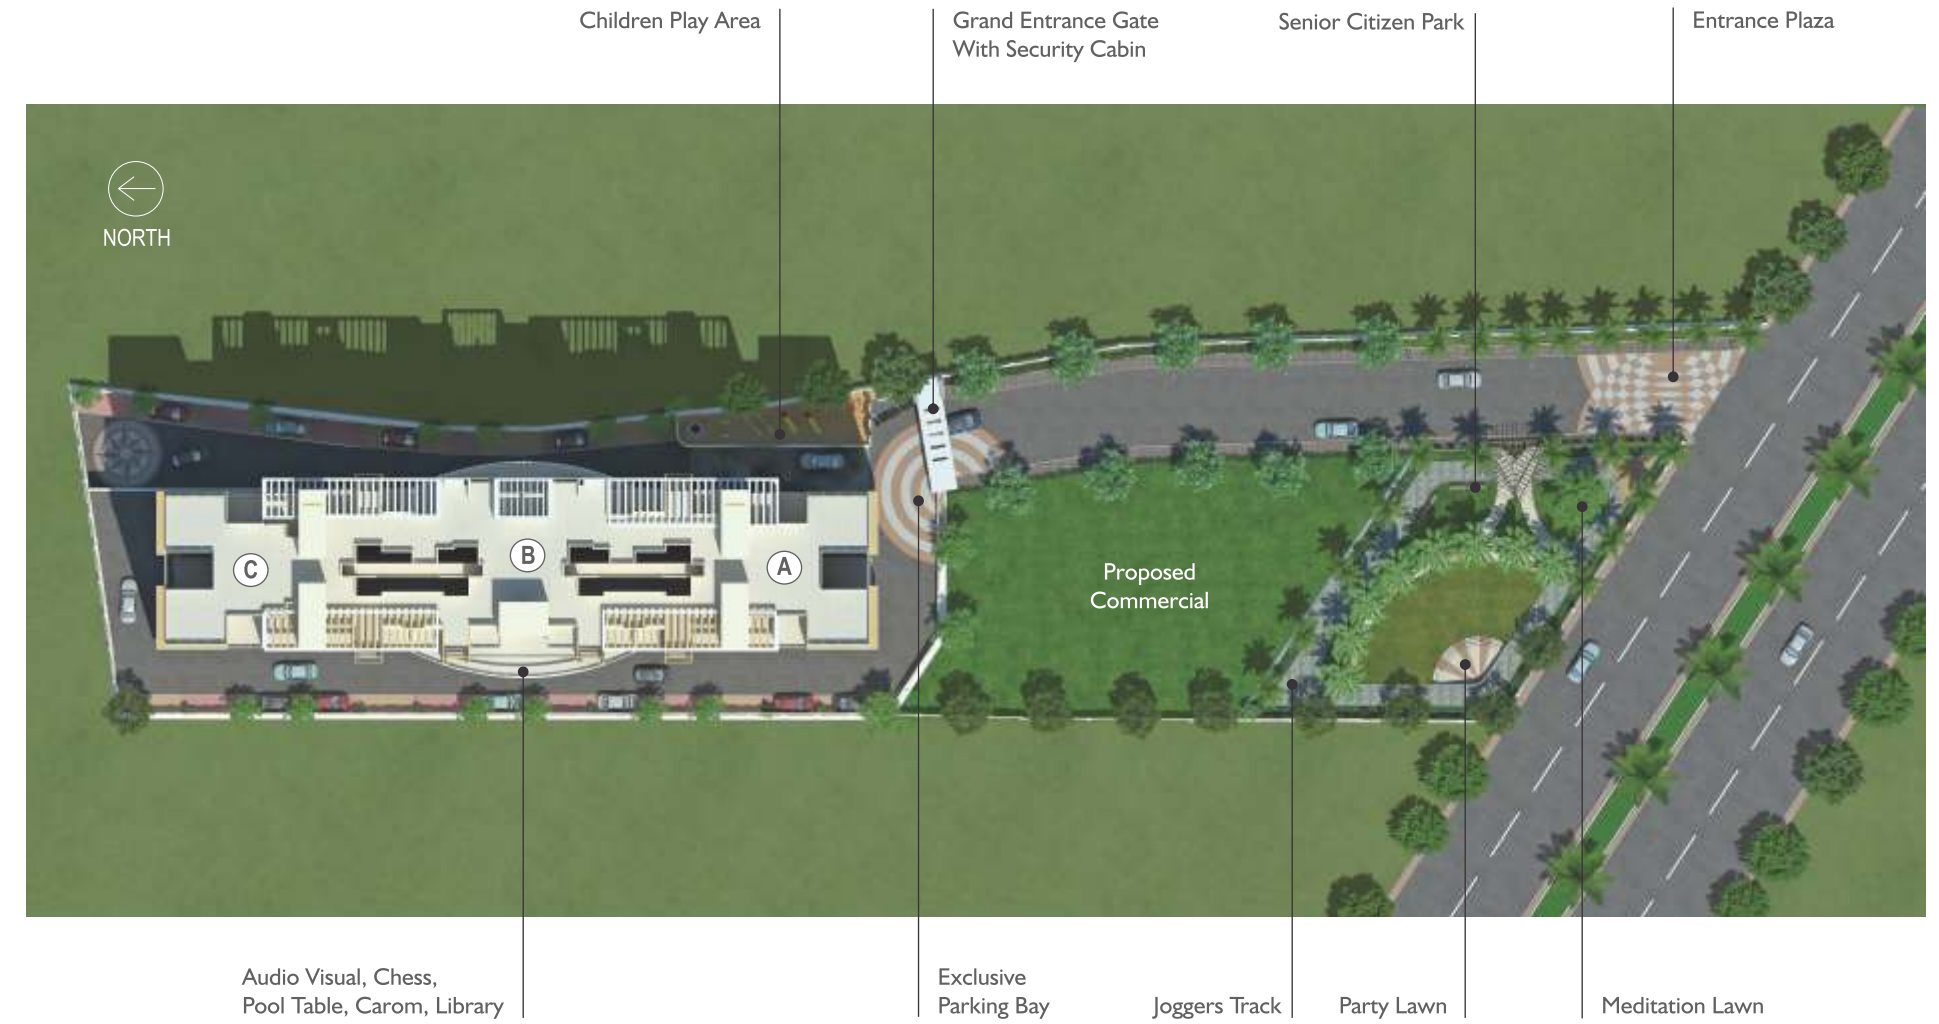 Children Play Area
Grand Entrance Gate
With Security Cabin
Senior Citizen Park
Entrance Plaza
NORTH
C
B
A
Proposed
Commercial
Audio Visual, Chess,
Pool Table, Carom, Library
Exclusive
Parking Bay
Joggers Track
Party Lawn
Meditation Lawn